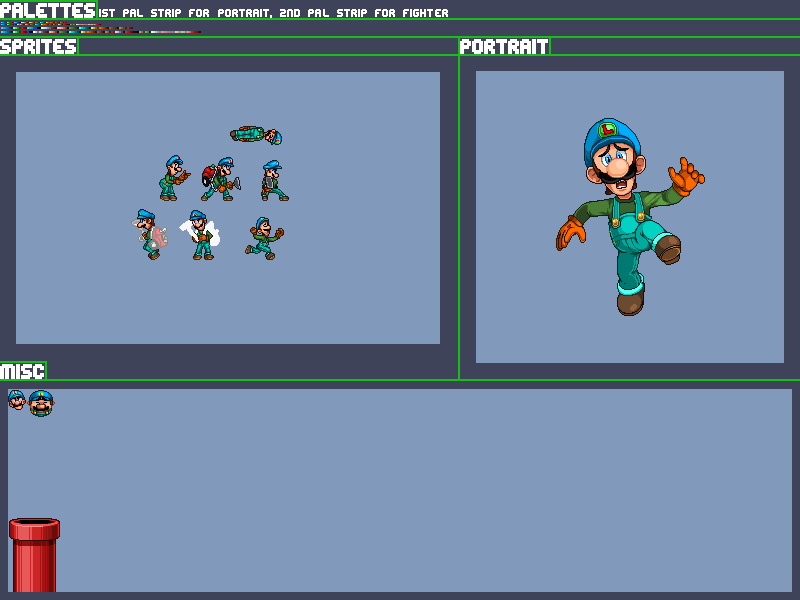 PALETTES 1ST PAL STRIP FOR PORTRAIT, 2ND PAL STRIP FOR FIGHTER
SPRITES
PORTRAIT
L
MISC